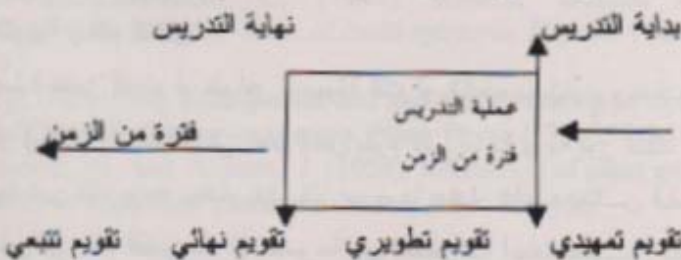 بداية التدريس نهاية التدريس
عملية التدريس
فترة من الزمن
فترة من الزمن
تقويم تمهيدي تقويم تطويري تقويم نهائي تقويم تتبعي